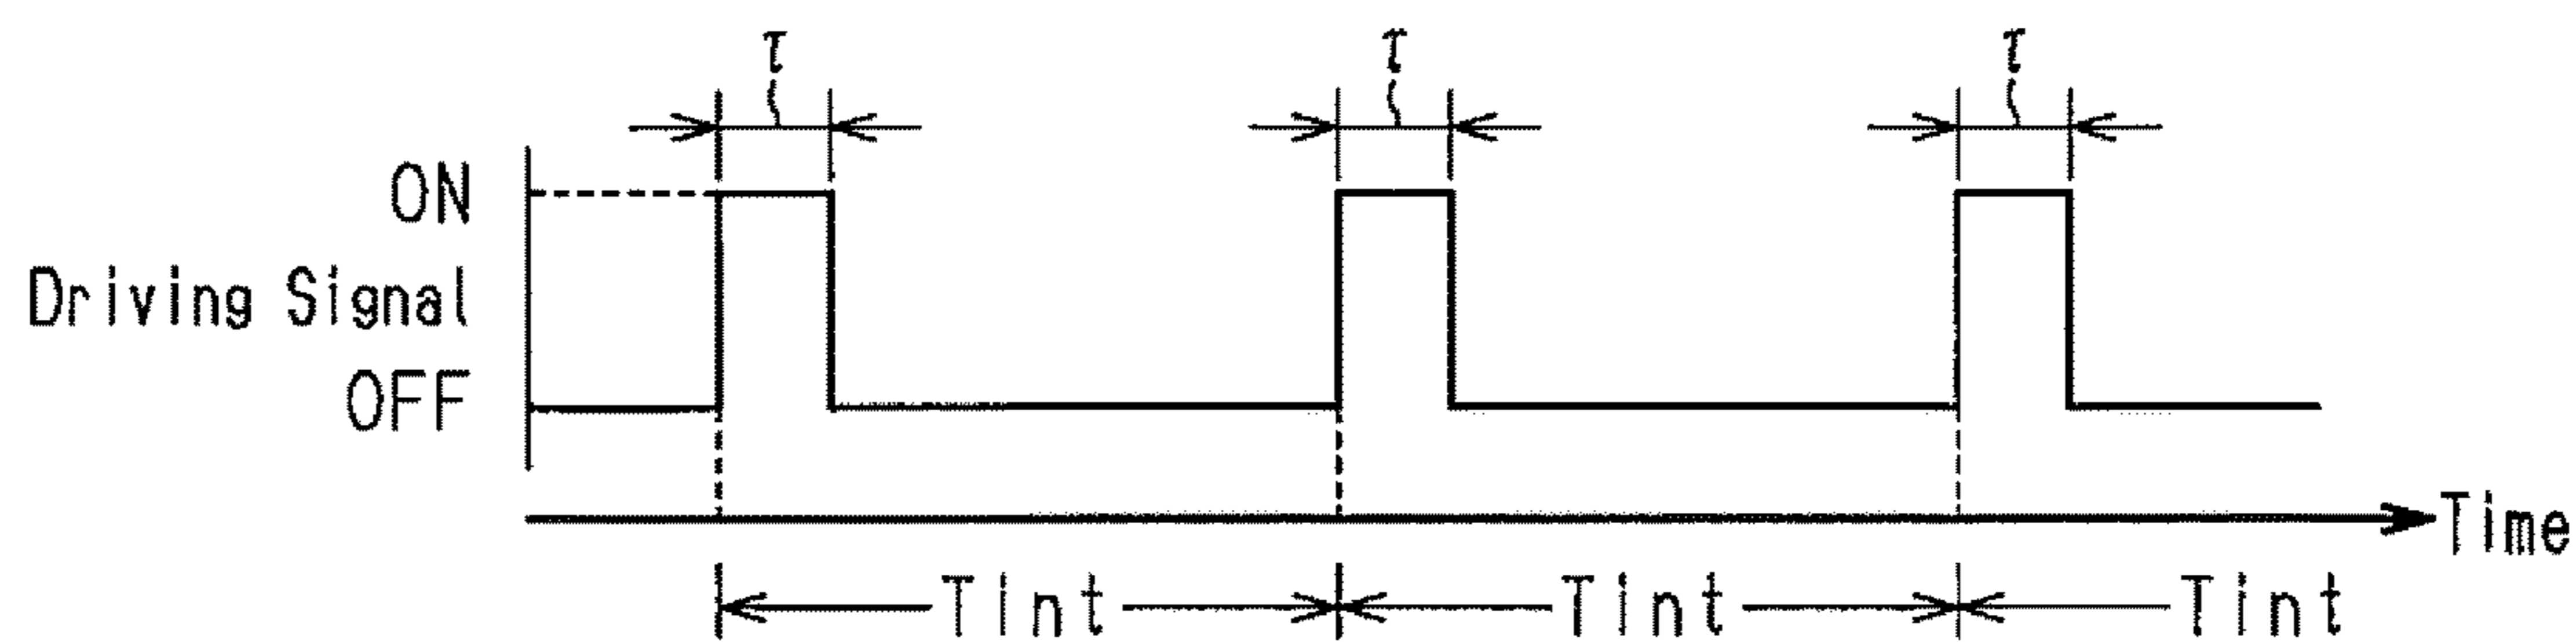 τ τ τ
ON
Driving Signal
OFF
Time
Tint Tint Tint